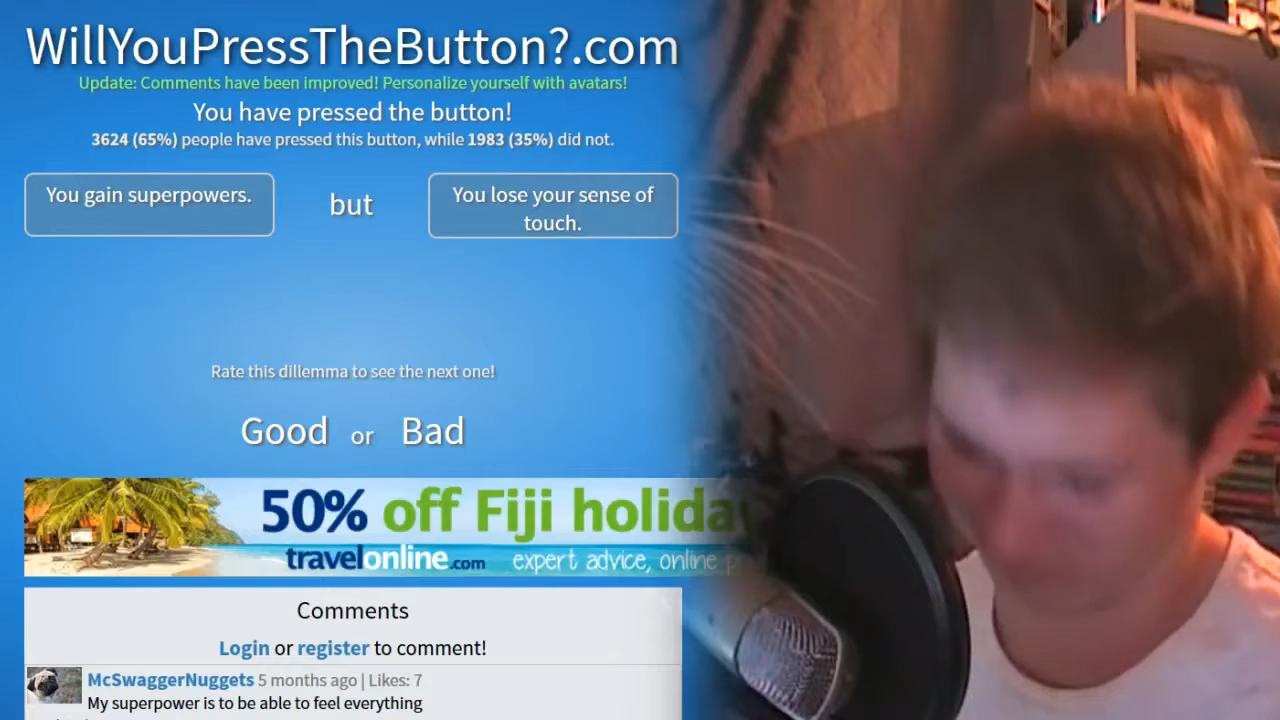 WillYouPressTheButton?.com
Update: Comments have been improved! Personalize yourself with avatars!
You have pressed the button!
3624 (65%) people have pressed this button, while 1983 (35%) did not.
You gain superpowers.
but
You lose your sense of
touch.
Rate this dillemma to see the next one!
Good or Bad
50% off Fiji holida
travelonline.com expert advice, online p
Comments
Login or register to comment!
McSwaggerNuggets 5 months ago | Likes: 7
My superpower is to be able to feel everything